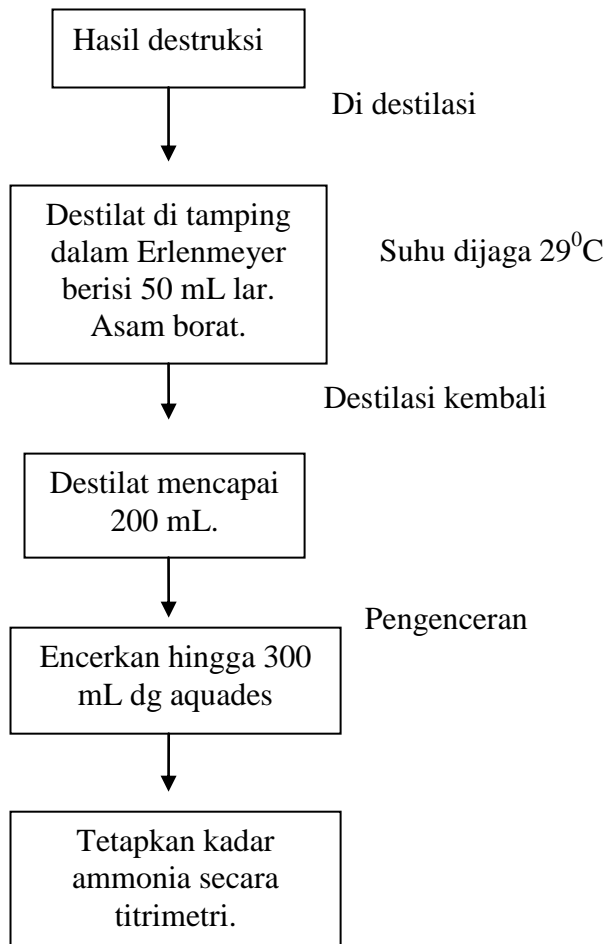 Hasil destruksi
Di destilasi
Destilat di tamping
dalam Erlenmeyer
berisi 50 mL lar.
Asam borat.
Suhu dijaga 29⁰C
Destilasi kembali
Destilat mencapai
200 mL.
Pengenceran
Encerkan hingga 300
mL dg aquades
Tetapkan kadar
ammonia secara
titrimetri.